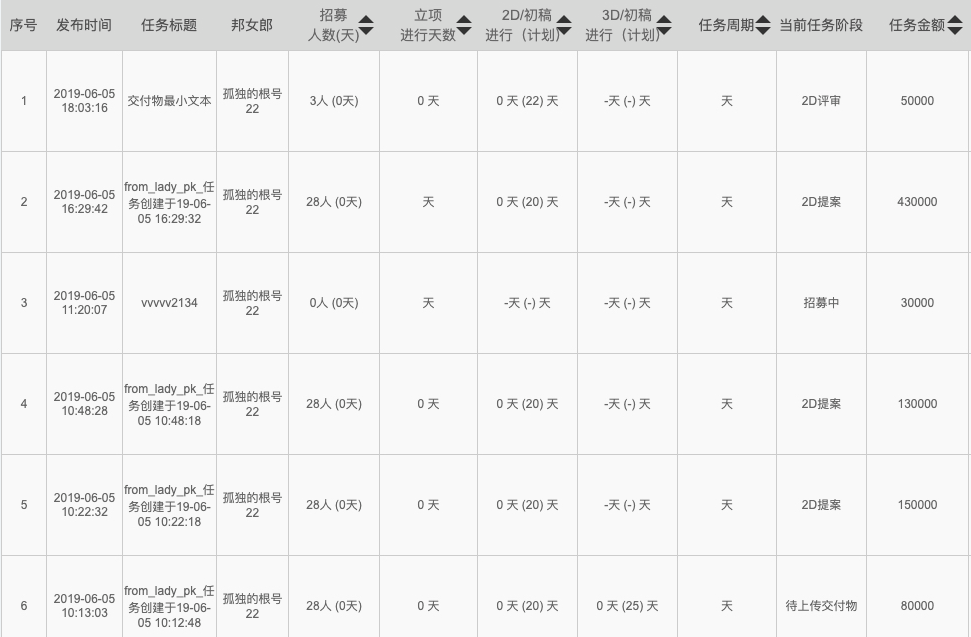 序号 发布时间 任务标题 邦女郎 招募 立项 2D/初稿 3D/初稿 任务周期 当前任务阶段 任务金额
人数(天) 进行天数 进行（计划) 进行（计划)
1 2019-06-05 18:03:16 交付物最小文本 孤独的根号22 3人 (0天) 0 天 0 天 (22) 天 -天 (-) 天 天 2D评审 50000
2 2019-06-05 16:29:42 from_lady_pk_任务创建于19-06-05 16:29:32 孤独的根号22 28人 (0天) 天 0 天 (20) 天 -天 (-) 天 天 2D提案 430000
3 2019-06-05 11:20:07 vvvvv2134 孤独的根号22 0人 (0天) 天 -天 (-) 天 -天 (-) 天 天 招募中 30000
4 2019-06-05 10:48:28 from_lady_pk_任务创建于19-06-05 10:48:18 孤独的根号22 28人 (0天) 0 天 0 天 (20) 天 -天 (-) 天 天 2D提案 130000
5 2019-06-05 10:22:32 from_lady_pk_任务创建于19-06-05 10:22:18 孤独的根号22 28人 (0天) 0 天 0 天 (20) 天 -天 (-) 天 天 2D提案 150000
6 2019-06-05 10:13:03 from_lady_pk_任务创建于19-06-05 10:12:48 孤独的根号22 28人 (0天) 0 天 0 天 (20) 天 0 天 (25) 天 天 待上传交付物 80000